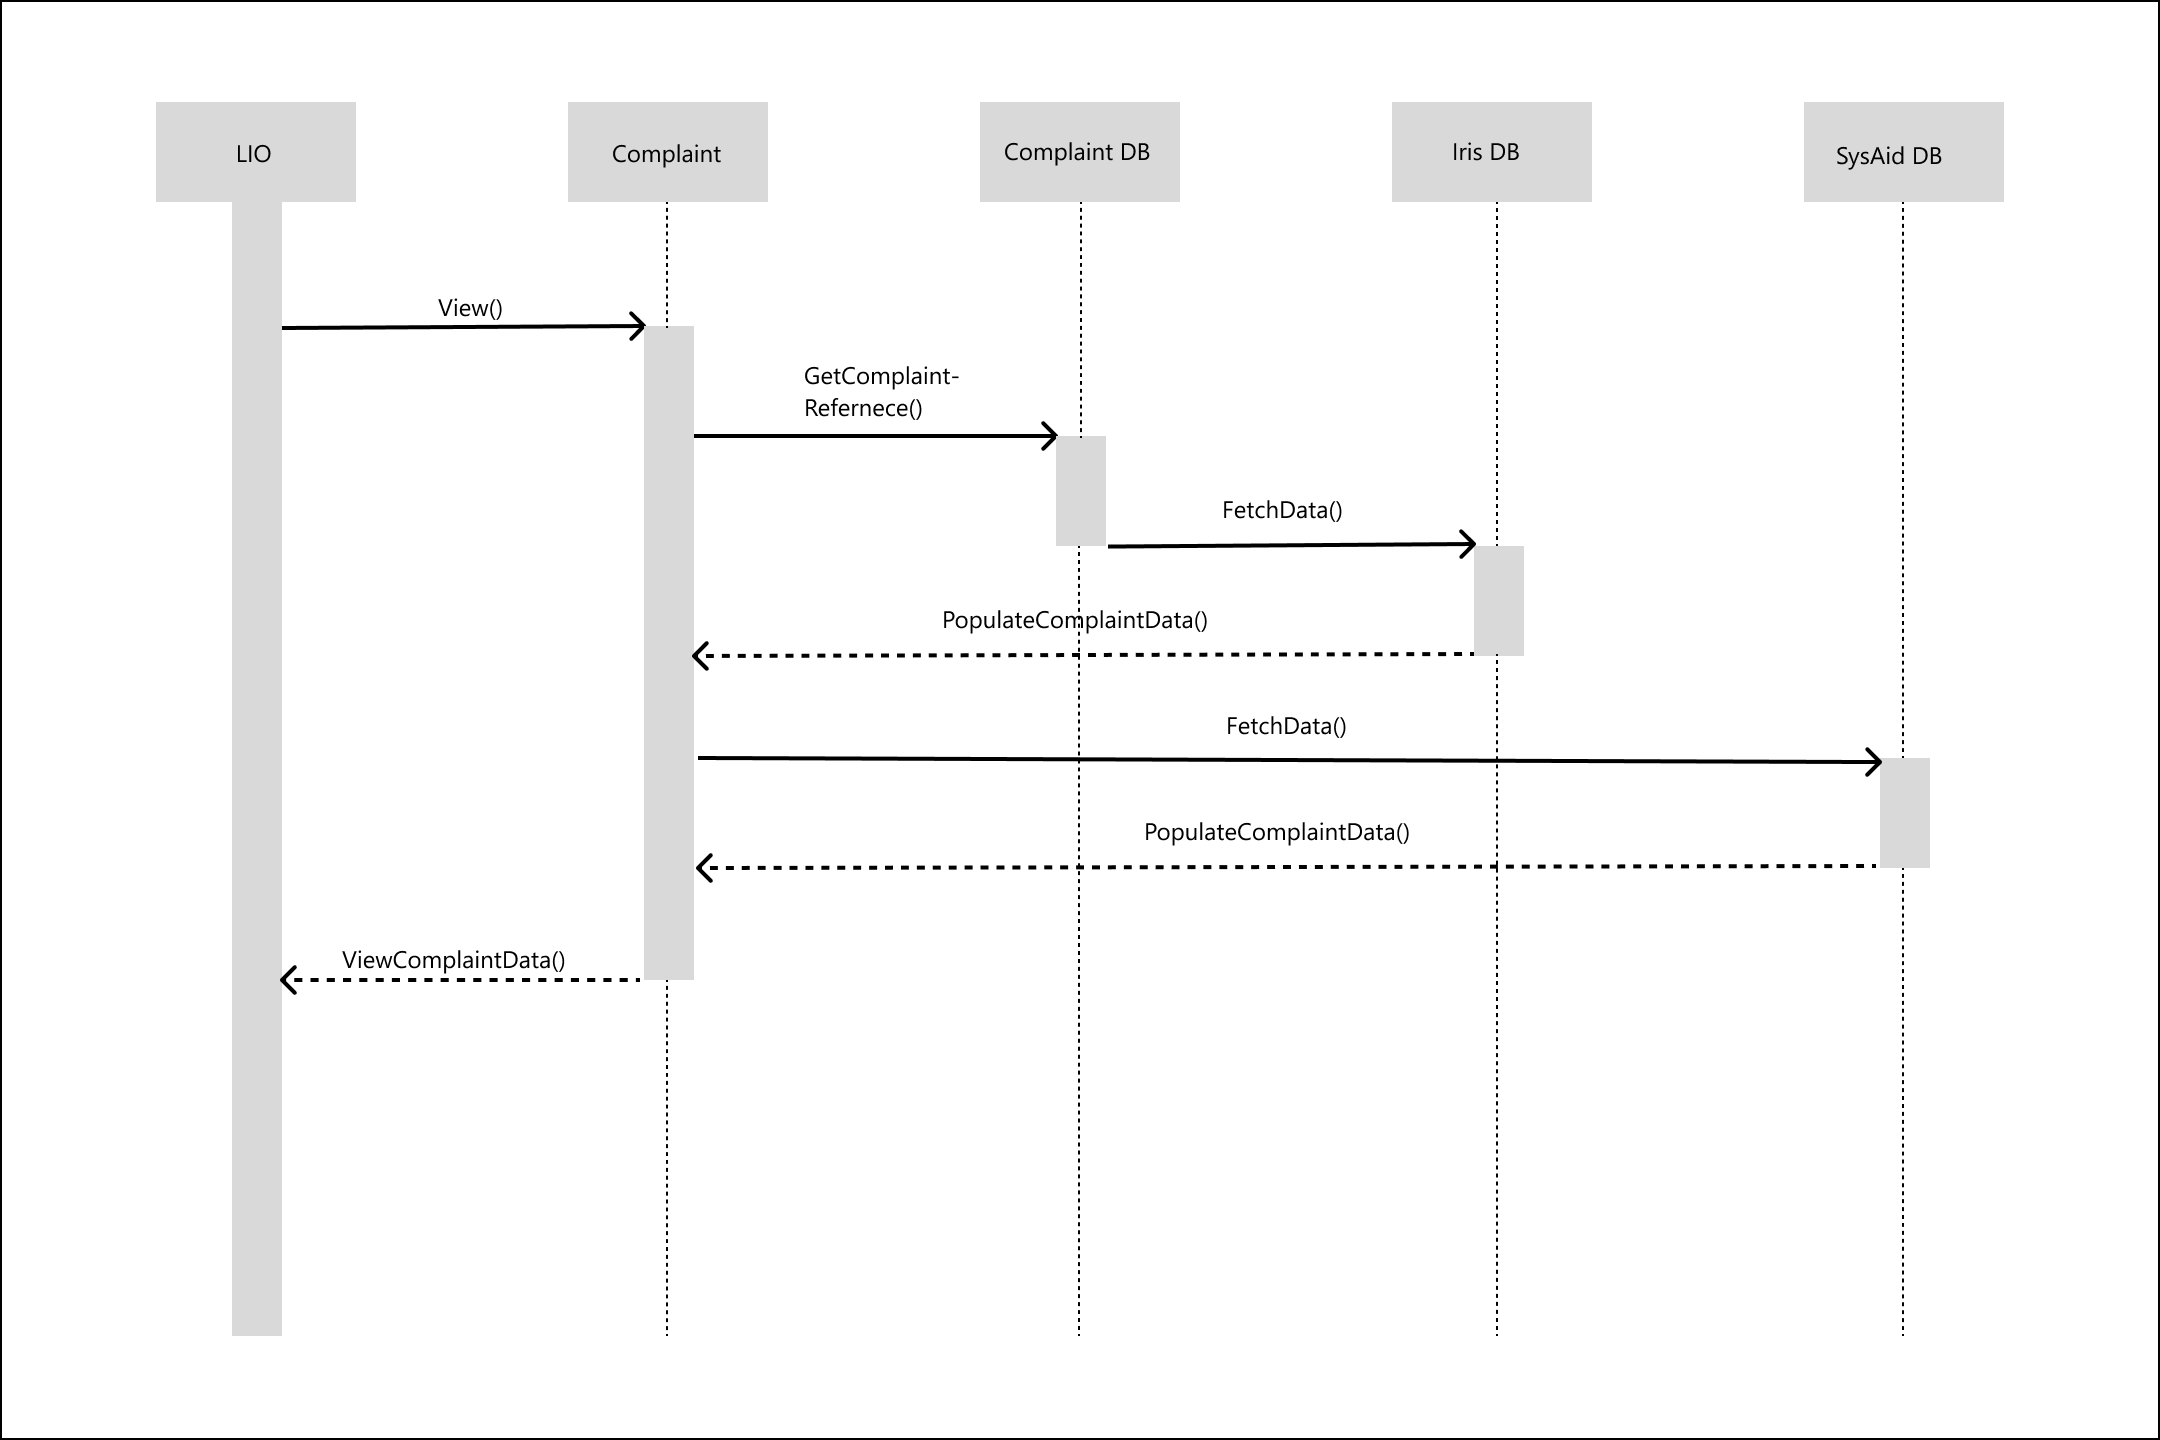 LIO
Complaint
Complaint DB
Iris DB
SysAid DB
View()
GetComplaint-
Refernece()
FetchData()
PopulateComplaintData()
FetchData()
PopulateComplaintData()
ViewComplaintData()